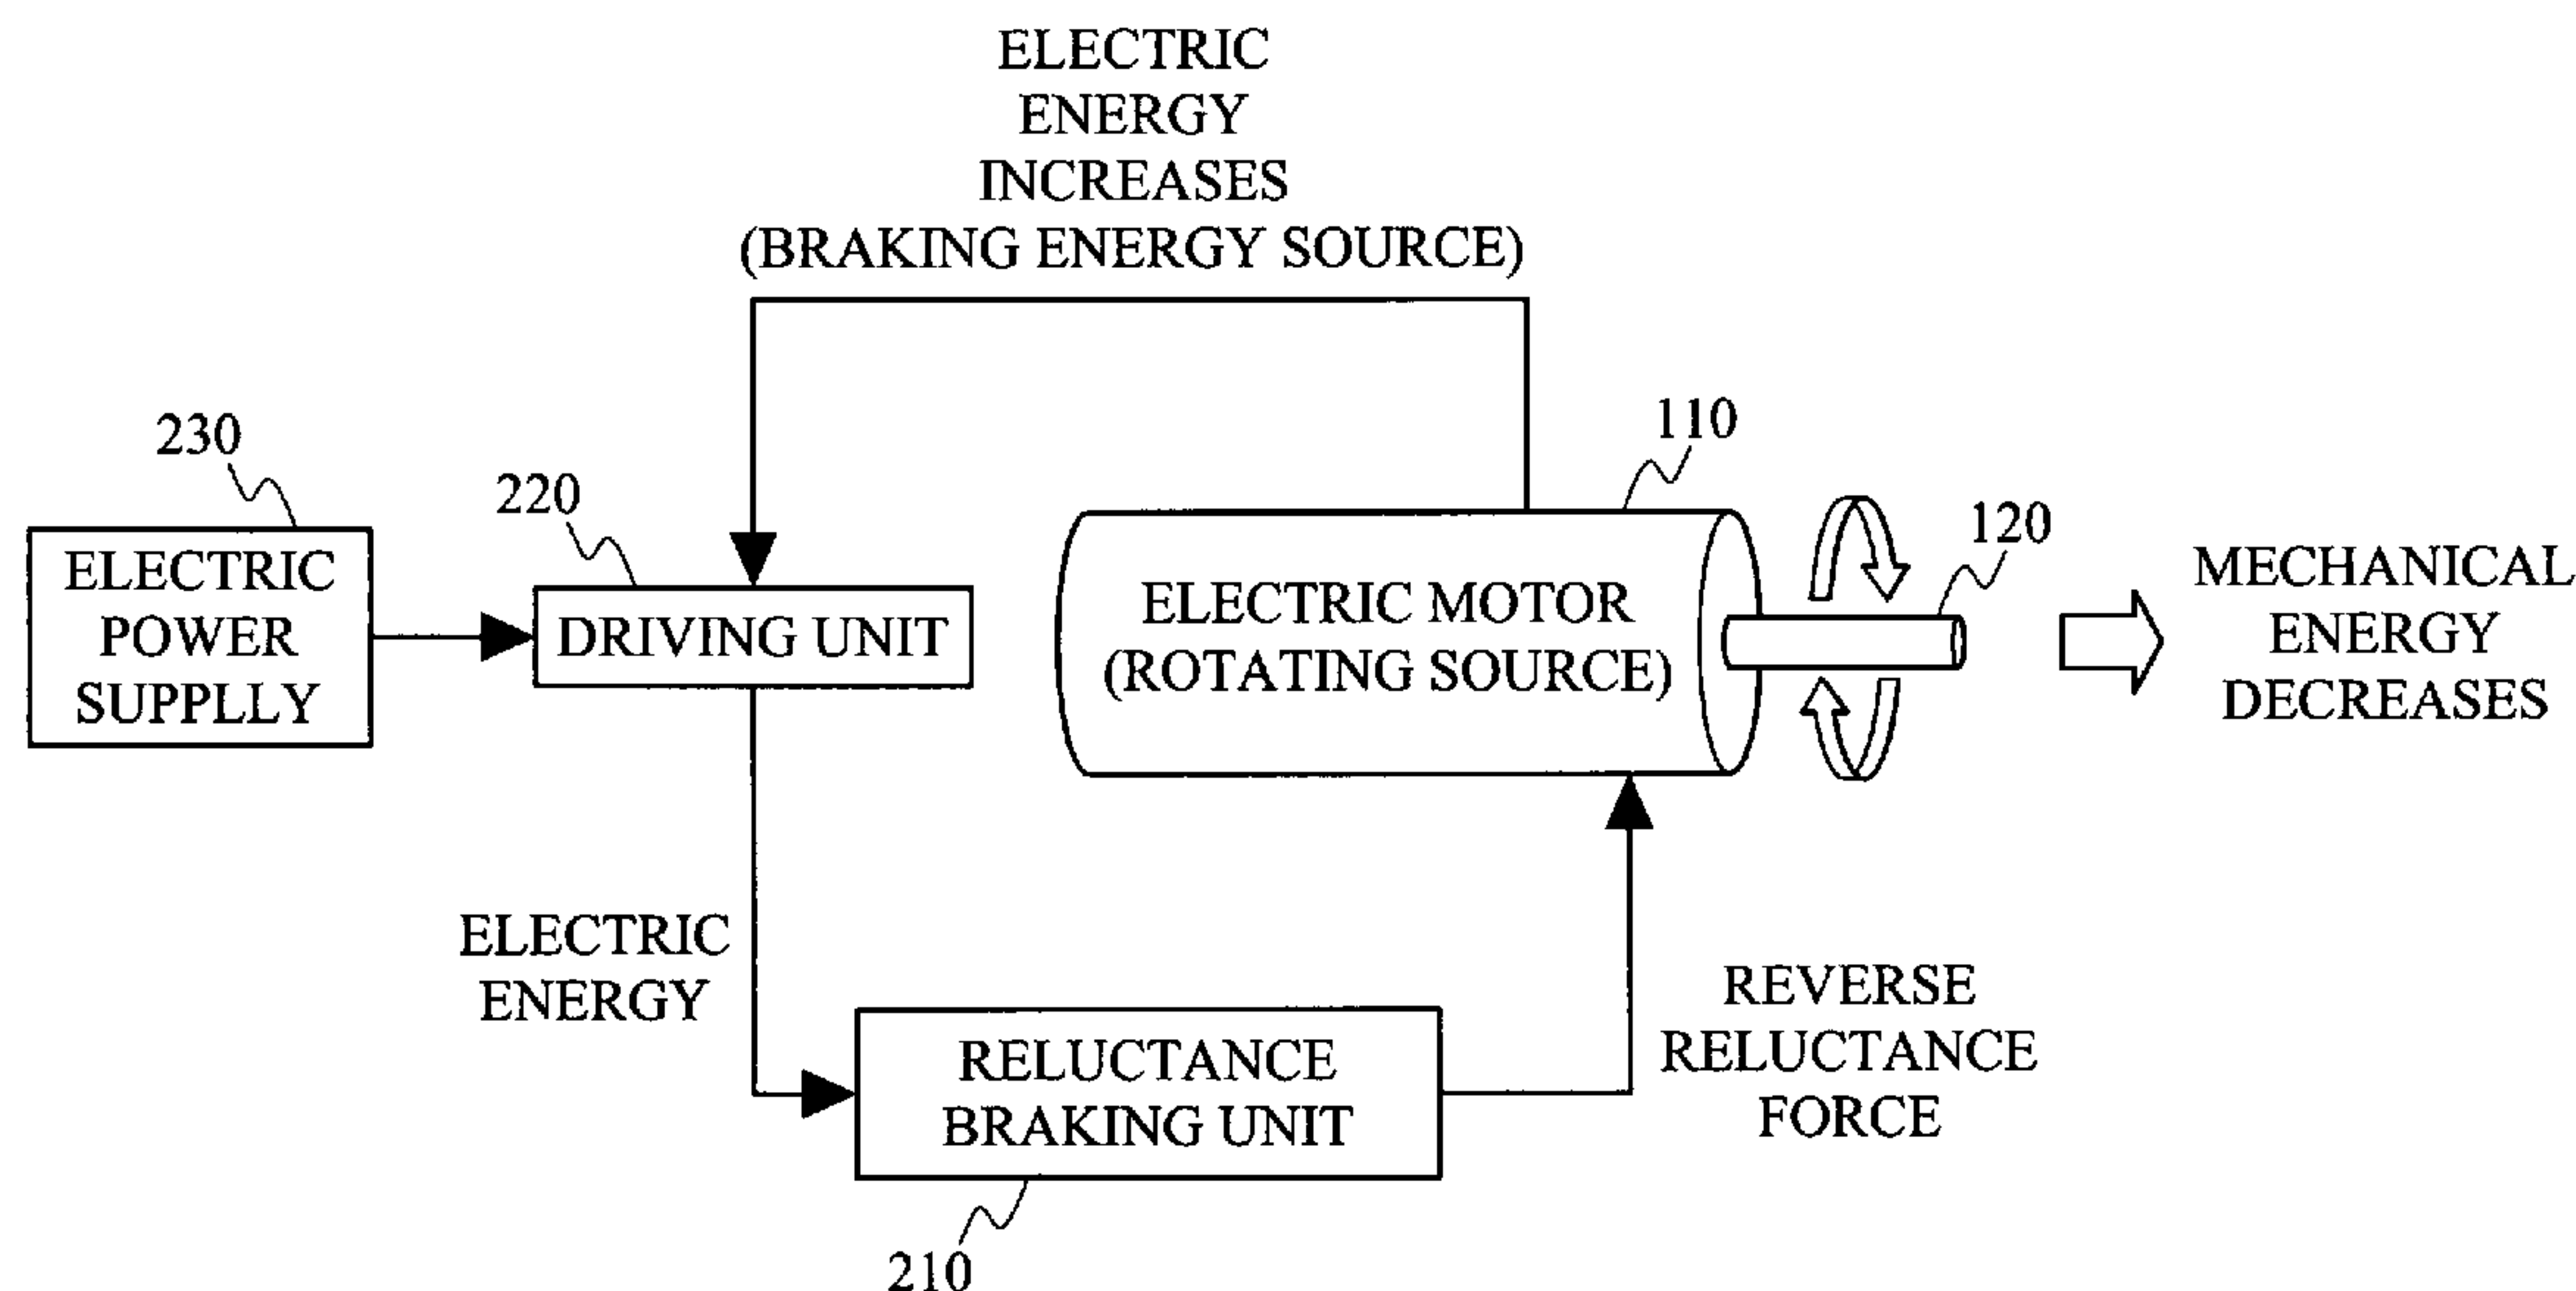 ELECTRIC
ENERGY
INCREASES
(BRAKING ENERGY SOURCE)
230
220
110
120
ELECTRIC
POWER
SUPPLLY
DRIVING UNIT
ELECTRIC MOTOR
(ROTATING SOURCE)
MECHANICAL
ENERGY
DECREASES
ELECTRIC
ENERGY
RELUCTANCE
BRAKING UNIT
REVERSE
RELUCTANCE
FORCE
210